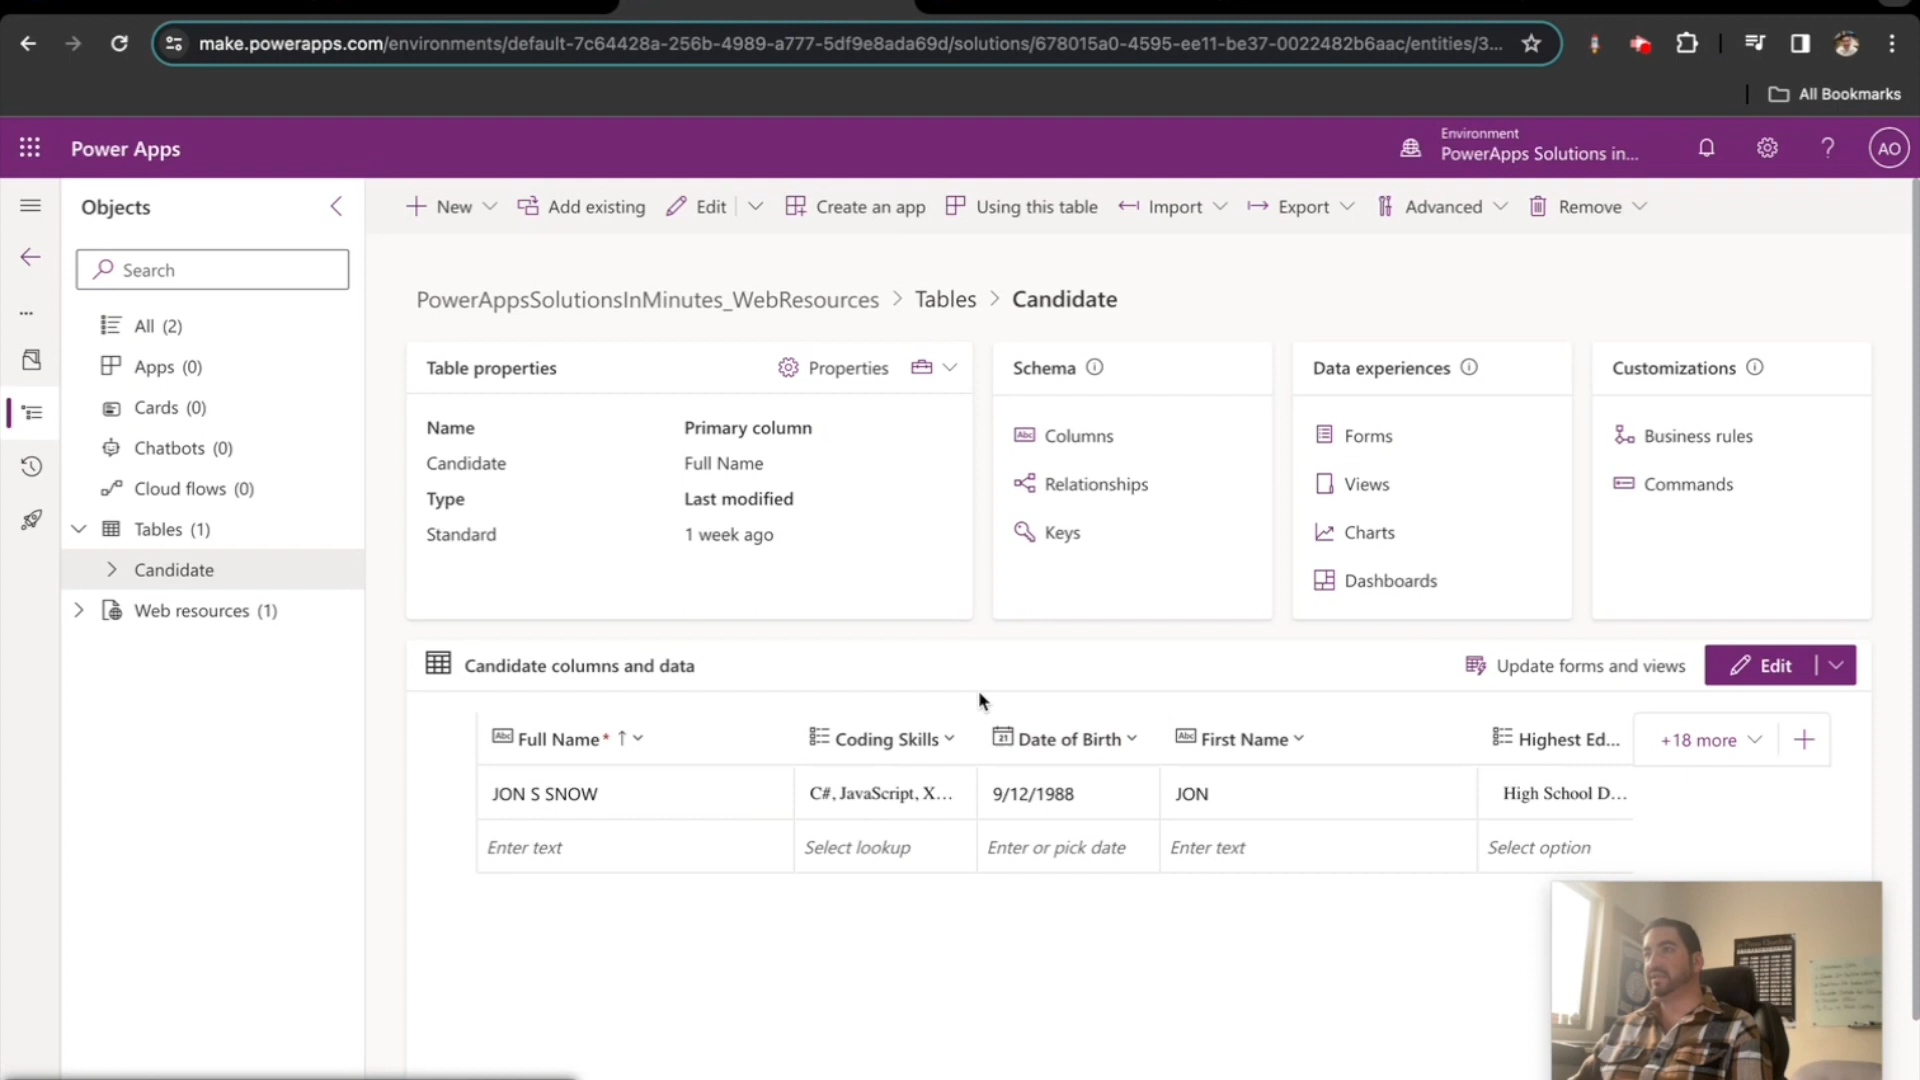 make.powerapps.com/environments/default-7c64428a-256b-4989-a777-5df9e8ada69d/solutions/678015a0-4595-ee11-be37-0022482b6aac/entities/3...
All Bookmarks
Power Apps
Environment
PowerApps Solutions in...
AO
Objects
New
Add existing
Edit
Create an app
Using this table
Import
Export
Advanced
Remove
Search
All (2)
Apps (0)
Cards (0)
Chatbots (0)
Cloud flows (0)
Tables (1)
Candidate
Web resources (1)
PowerAppsSolutionsInMinutes_WebResources > Tables > Candidate
Table properties
Properties
Name
Primary column
Candidate
Full Name
Type
Last modified
Standard
1 week ago
Schema
Columns
Relationships
Keys
Data experiences
Forms
Views
Charts
Dashboards
Customizations
Business rules
Commands
Candidate columns and data
Update forms and views
Edit
Full Name *
Coding Skills
Date of Birth
First Name
Highest Ed...
+18 more
JON S SNOW
C#, JavaScript, X...
9/12/1988
JON
High School D...
Enter text
Select lookup
Enter or pick date
Enter text
Select option